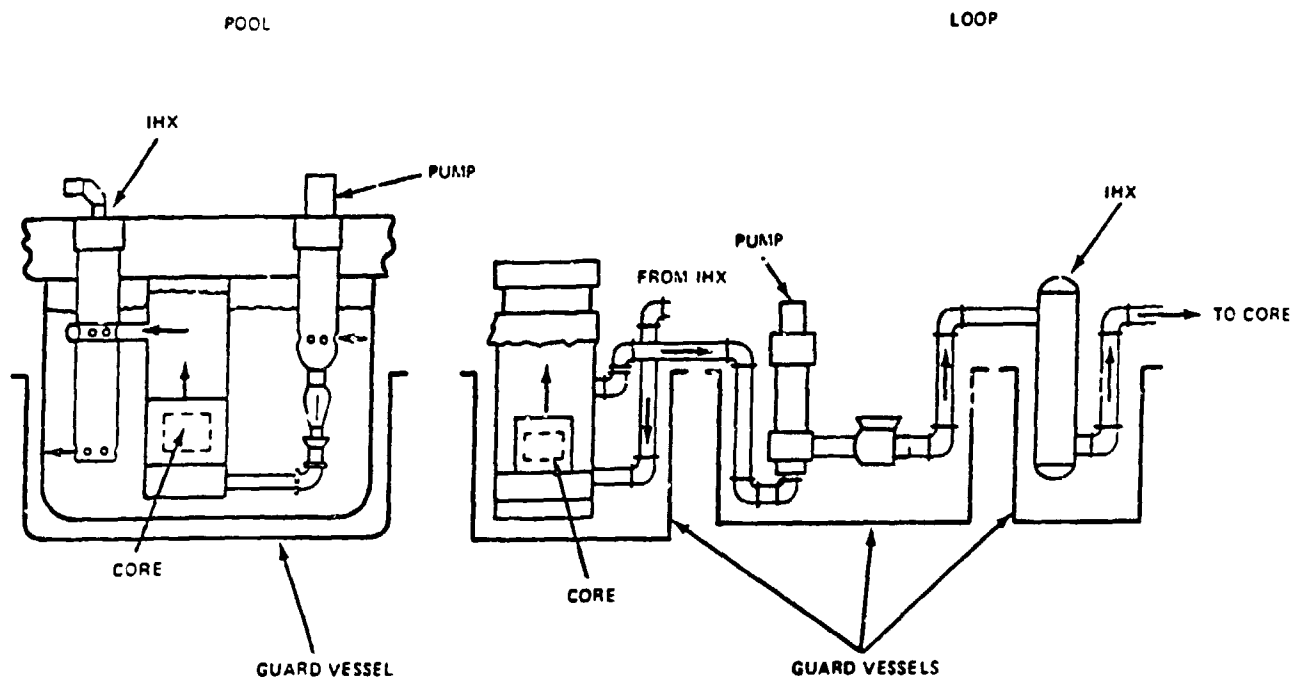 POOL
LOOP
IHX
PUMP
CORE
GUARD VESSEL
FROM IHX
PUMP
IHX
TO CORE
CORE
GUARD VESSELS